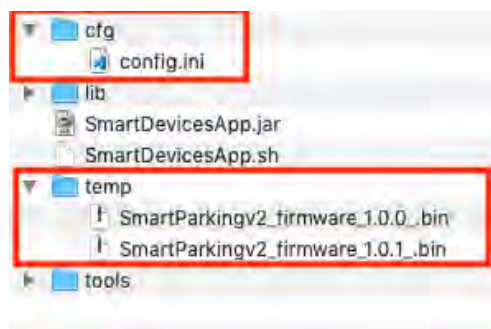 cfg
config.ini
lib
SmartDevicesApp.jar
SmartDevicesApp.sh
temp
SmartParkingv2_firmware_1.0.0_.bin
SmartParkingv2_firmware_1.0.1_.bin
tools